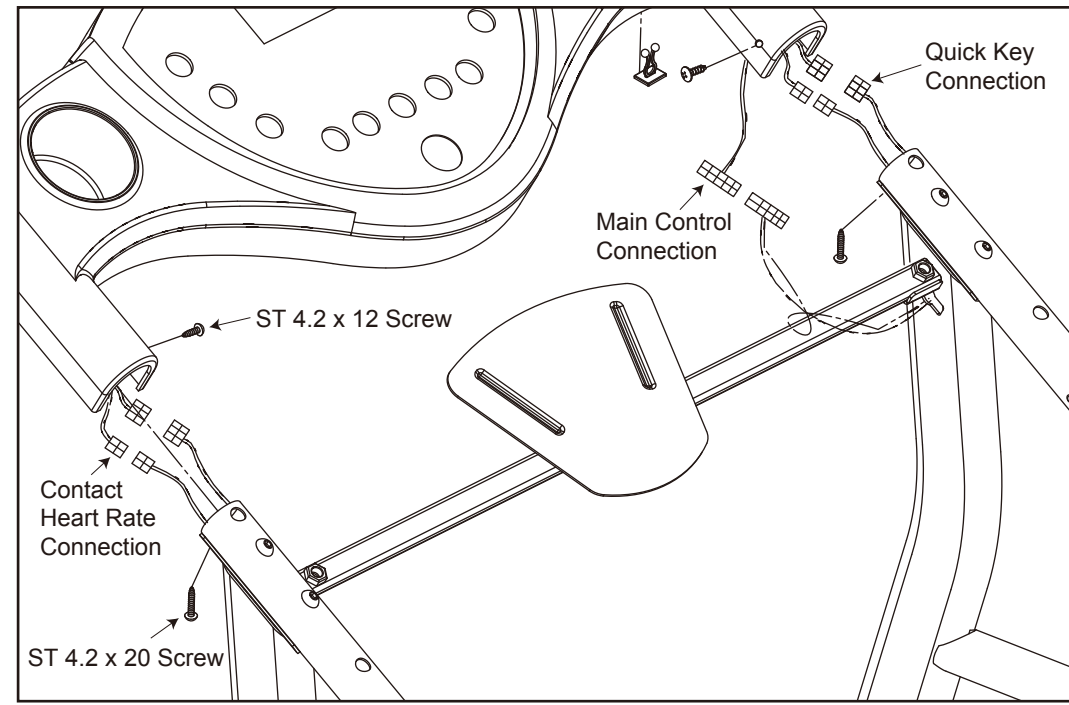 Quick Key
Connection
Main Control
Connection
ST 4.2 x 12 Screw
Contact
Heart Rate
Connection
ST 4.2 x 20 Screw